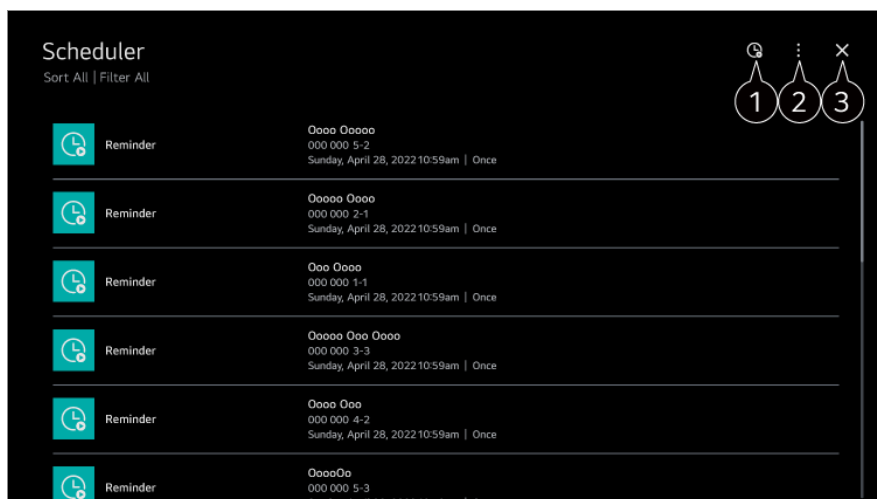 Scheduler
Sort All | Filter All
1 2 3
Reminder
Oooo Ooooo
000 000 5-2
Sunday, April 28, 2022 10:59am | Once
Reminder
Ooooo Oooo
000 000 2-1
Sunday, April 28, 2022 10:59am | Once
Reminder
Ooo Oooo
000 000 1-1
Sunday, April 28, 2022 10:59am | Once
Reminder
Ooooo Ooo Oooo
000 000 3-3
Sunday, April 28, 2022 10:59am | Once
Reminder
Oooo Ooo
000 000 4-2
Sunday, April 28, 2022 10:59am | Once
Reminder
OoooOo
000 000 5-3